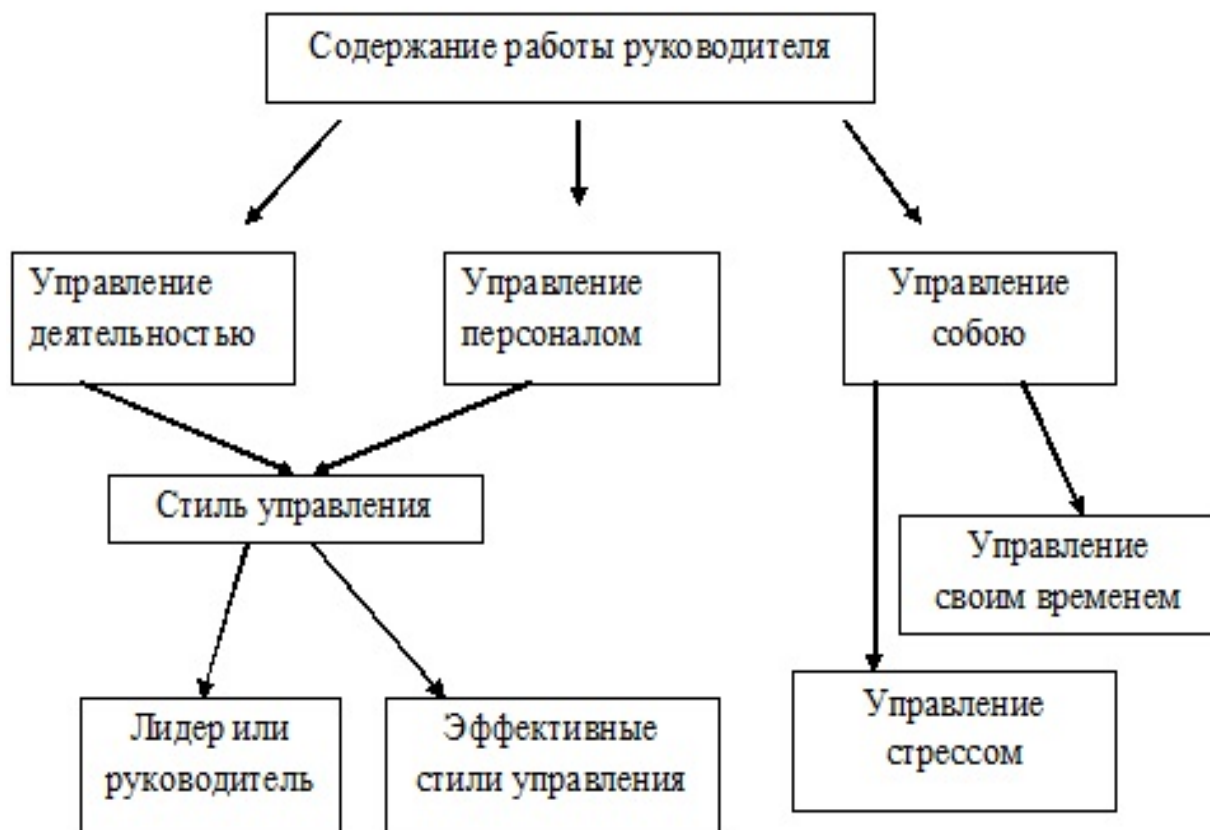 Содержание работы руководителя
Управление
деятельностью
Управление
персоналом
Управление
собою
Стиль управления
Управление
своим временем
Лидер или
руководитель
Эффективные
стили управления
Управление
стрессом